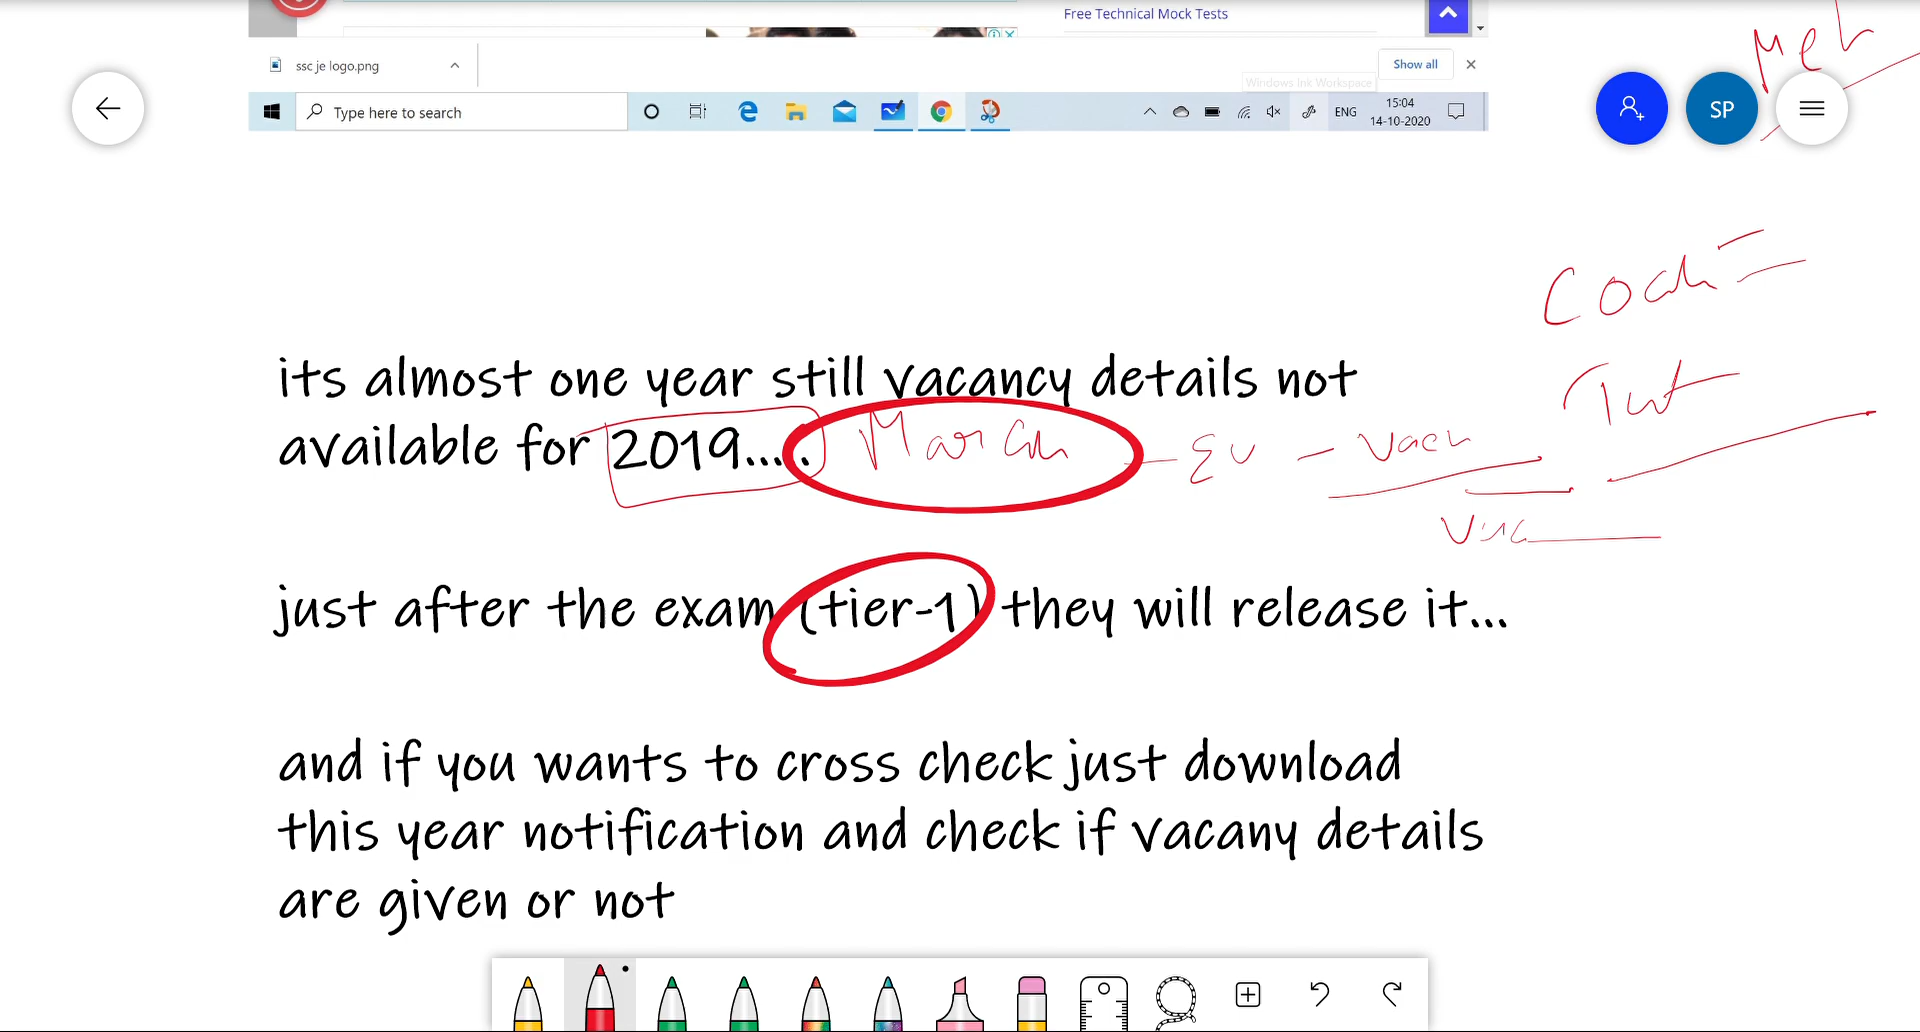 Free Technical Mock Tests
ssc je logo.png
Show all
Windows Ink Workspace
Type here to search
ENG
15:04
14-10-2020
SP
its almost one year still vacancy details not
available for 2019..... March
just after the exam (tier-1) they will release it...
and if you wants to cross check just download
this year notification and check if vacany details
are given or not